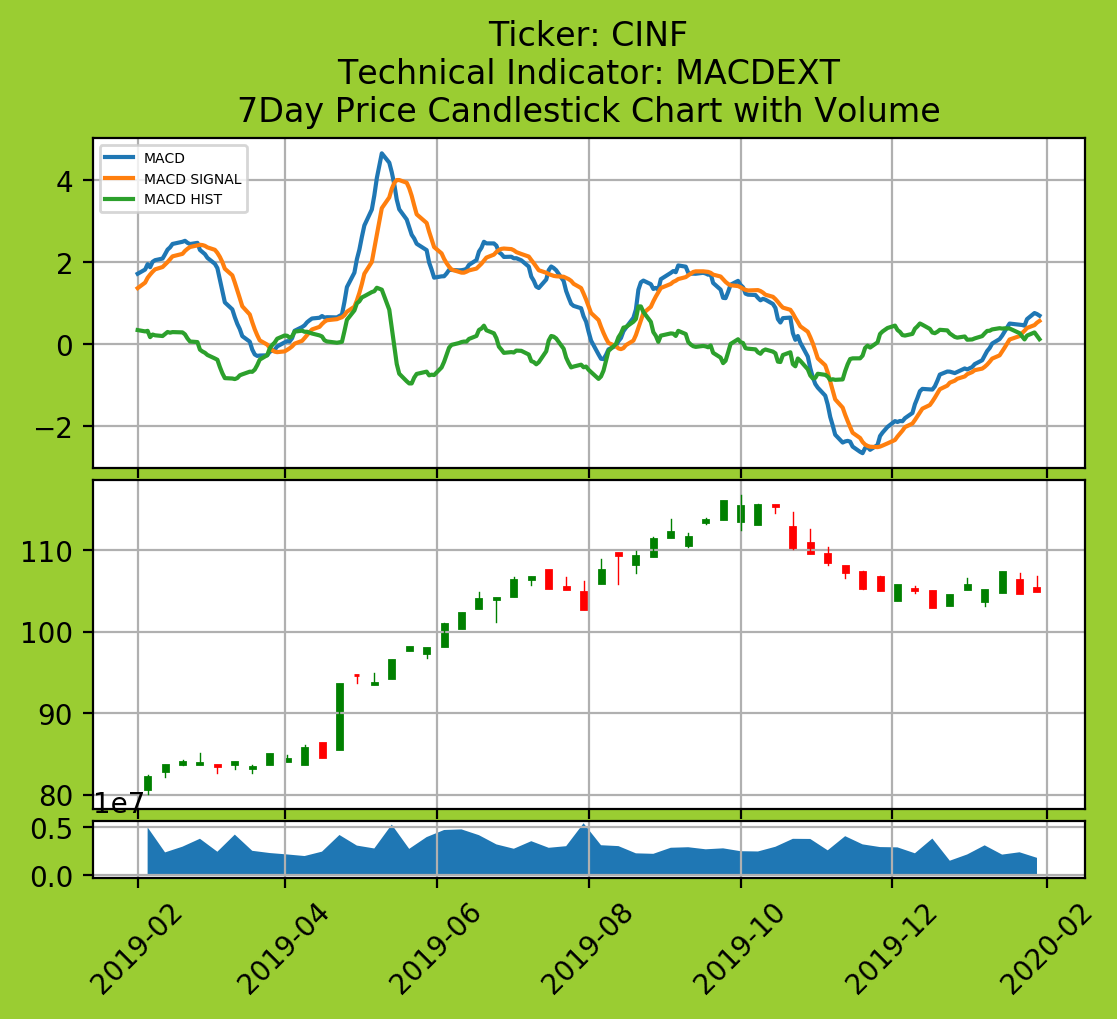 Ticker: CINF
Technical Indicator: MACDEXT
7Day Price Candlestick Chart with Volume
MACD
MACD SIGNAL
MACD HIST
4
2
0
−2
110
100
90
80
1e7
0.5
0.0
2019-02
2019-04
2019-06
2019-08
2019-10
2019-12
2020-02